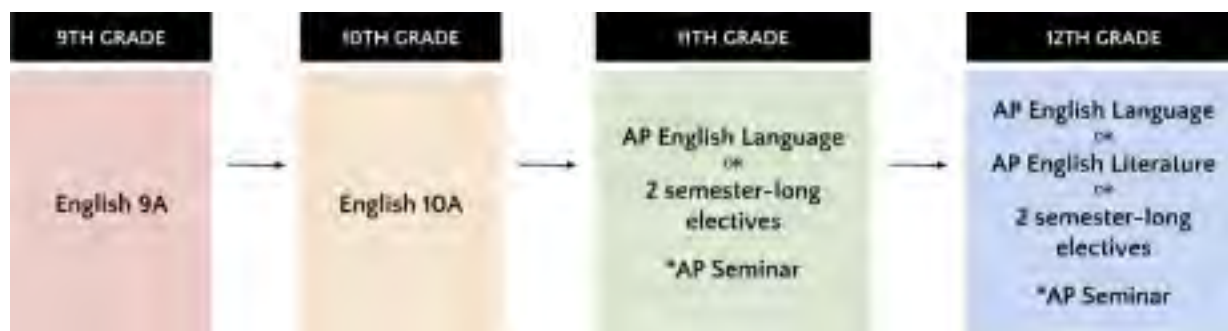 9TH GRADE
English 9A
10TH GRADE
English 10A
11TH GRADE
AP English Language
OR
2 semester-long
electives
*AP Seminar
12TH GRADE
AP English Language
OR
AP English Literature
OR
2 semester-long
electives
*AP Seminar